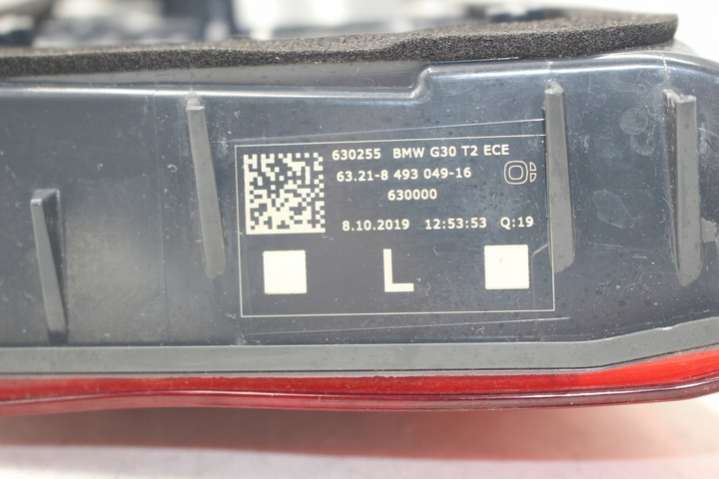 630255 BMW G30 T2 ECE
63.21-8 493 049-16
630000
8.10.2019 12:53:53 Q:19
L